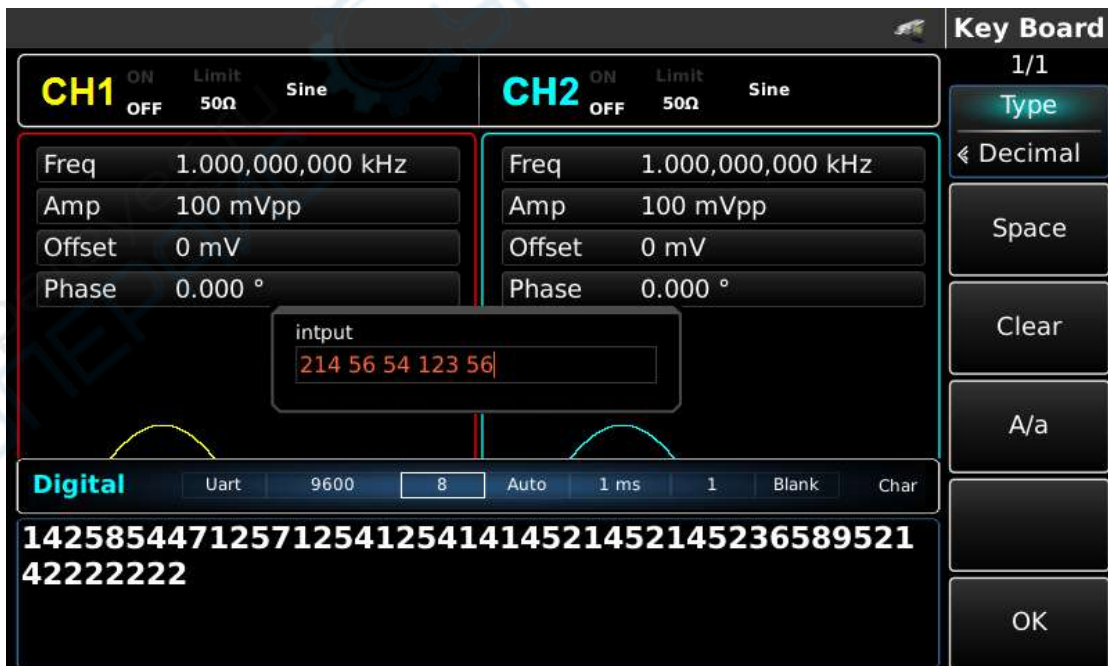 Key Board
1/1
CH1 ON OFF Limit 50Ω Sine
CH2 ON OFF Limit 50Ω Sine
Type
« Decimal
Freq 1.000,000,000 kHz
Amp 100 mVpp
Offset 0 mV
Phase 0.000 °
Freq 1.000,000,000 kHz
Amp 100 mVpp
Offset 0 mV
Phase 0.000 °
Space
intput
214 56 54 123 56
Clear
A/a
Digital Uart 9600 8 Auto 1 ms 1 Blank Char
142585447125712541254141452145214523658952​1
42222222
OK